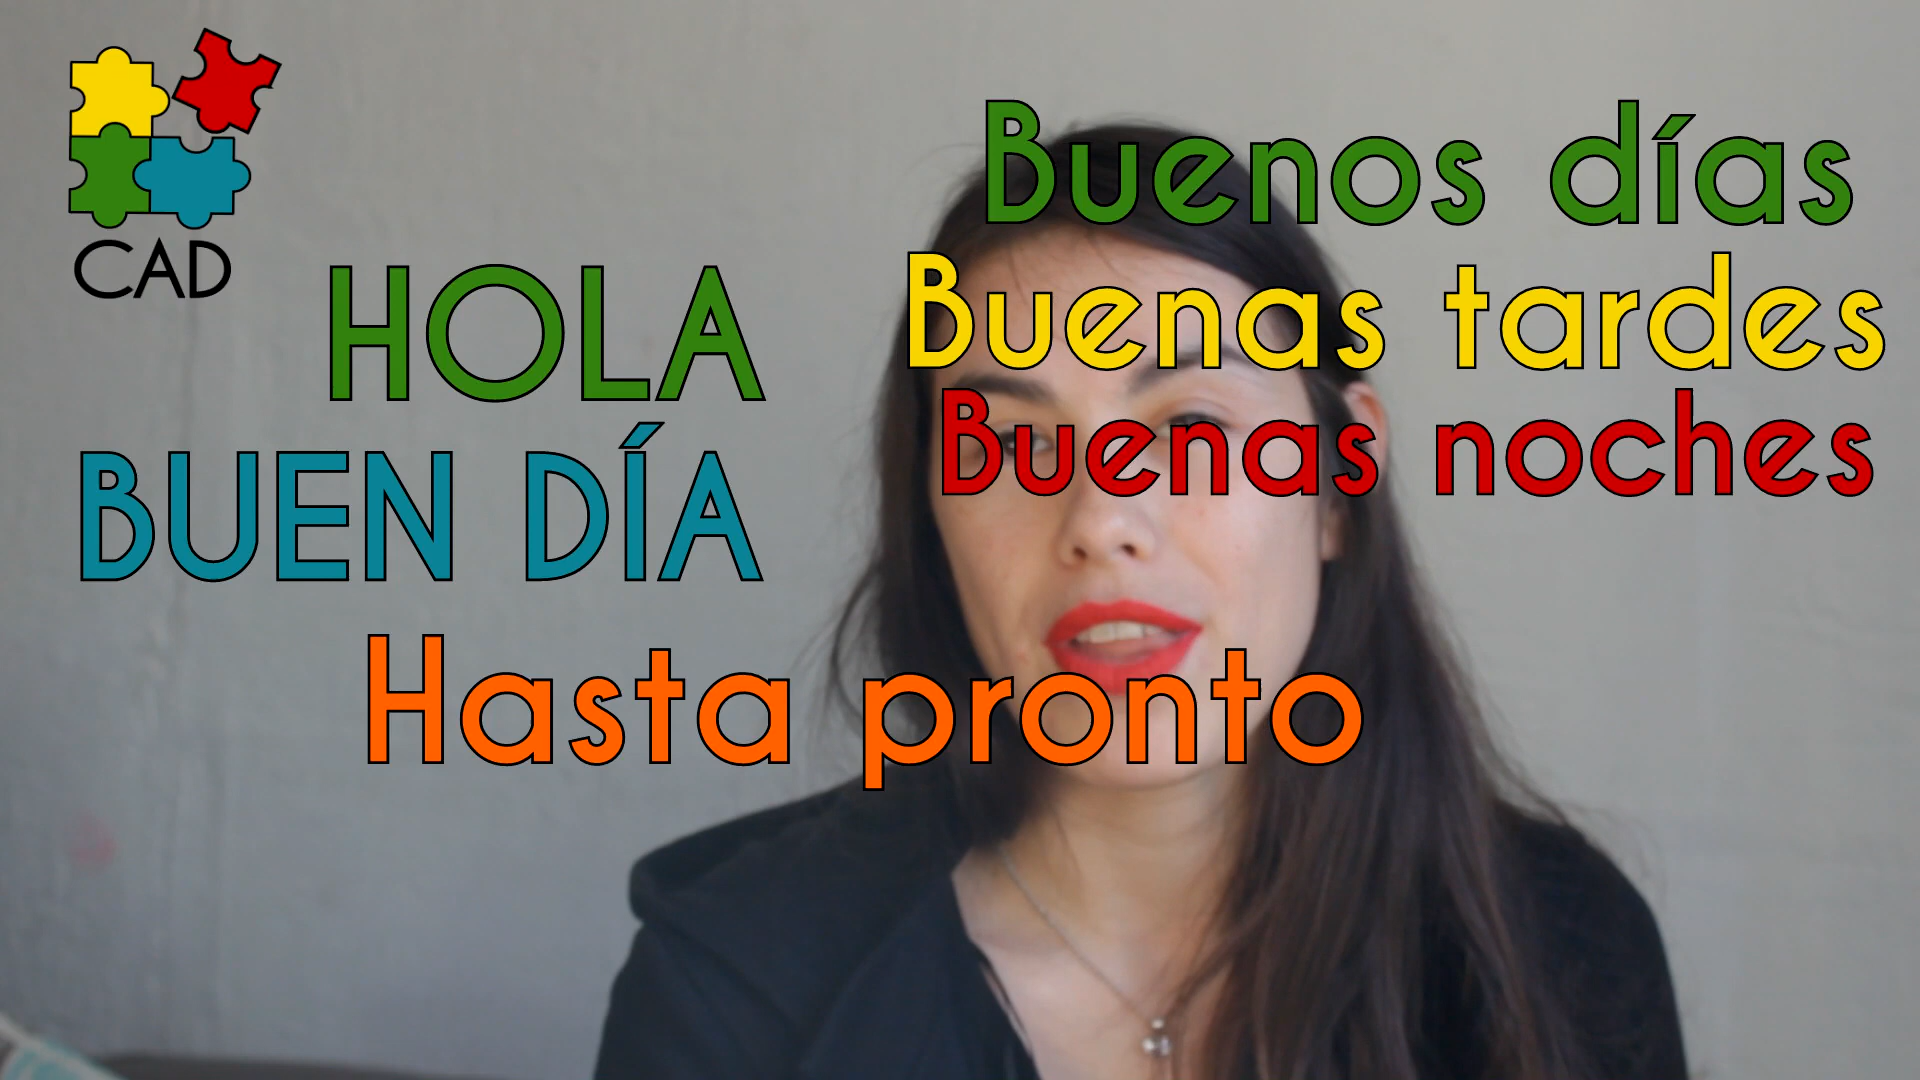 CAD
HOLA
BUEN DÍA
Buenos días
Buenas tardes
Buenas noches
Hasta pronto